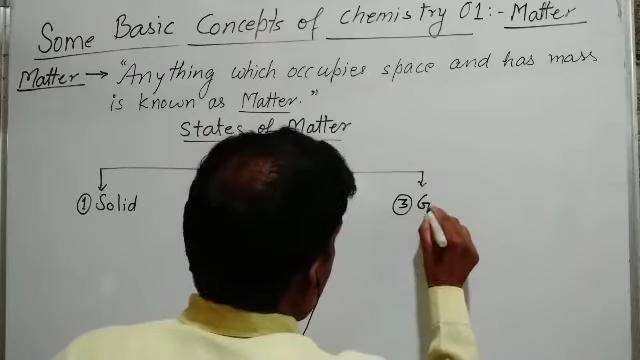 Some Basic Concepts of Chemistry 01:- Matter
Matter → "Anything which occupies space and has mass
is known as Matter."
States of Matter
① Solid ③ G